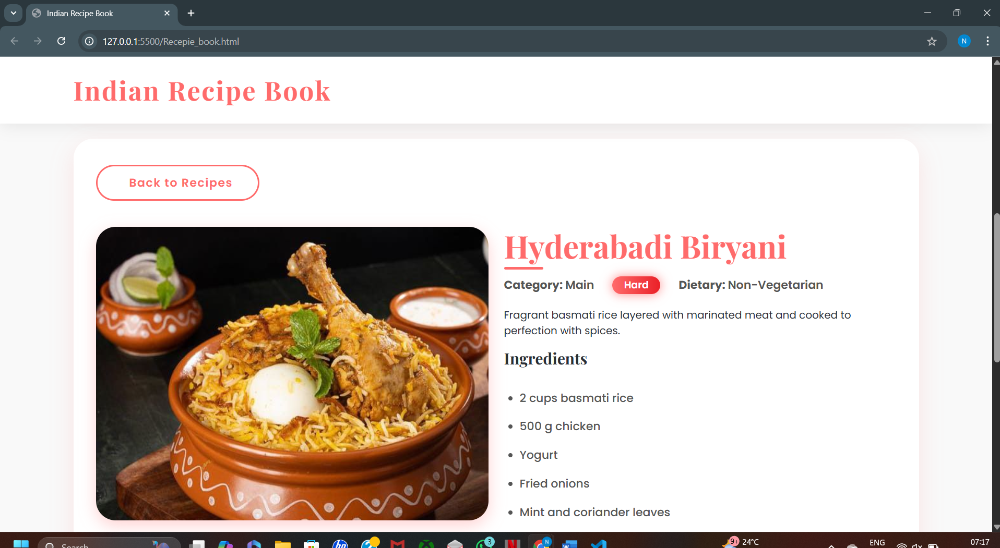 Indian Recipe Book
127.0.0.1:5500/Recepie_book.html
N
Indian Recipe Book
Back to Recipes
Hyderabadi Biryani
Category: Main
Hard
Dietary: Non-Vegetarian
Fragrant basmati rice layered with marinated meat and cooked to
perfection with spices.
Ingredients
2 cups basmati rice
500 g chicken
Yogurt
Fried onions
Mint and coriander leaves
Search
hp
3
N
W
9+
24°C
ENG
07:17